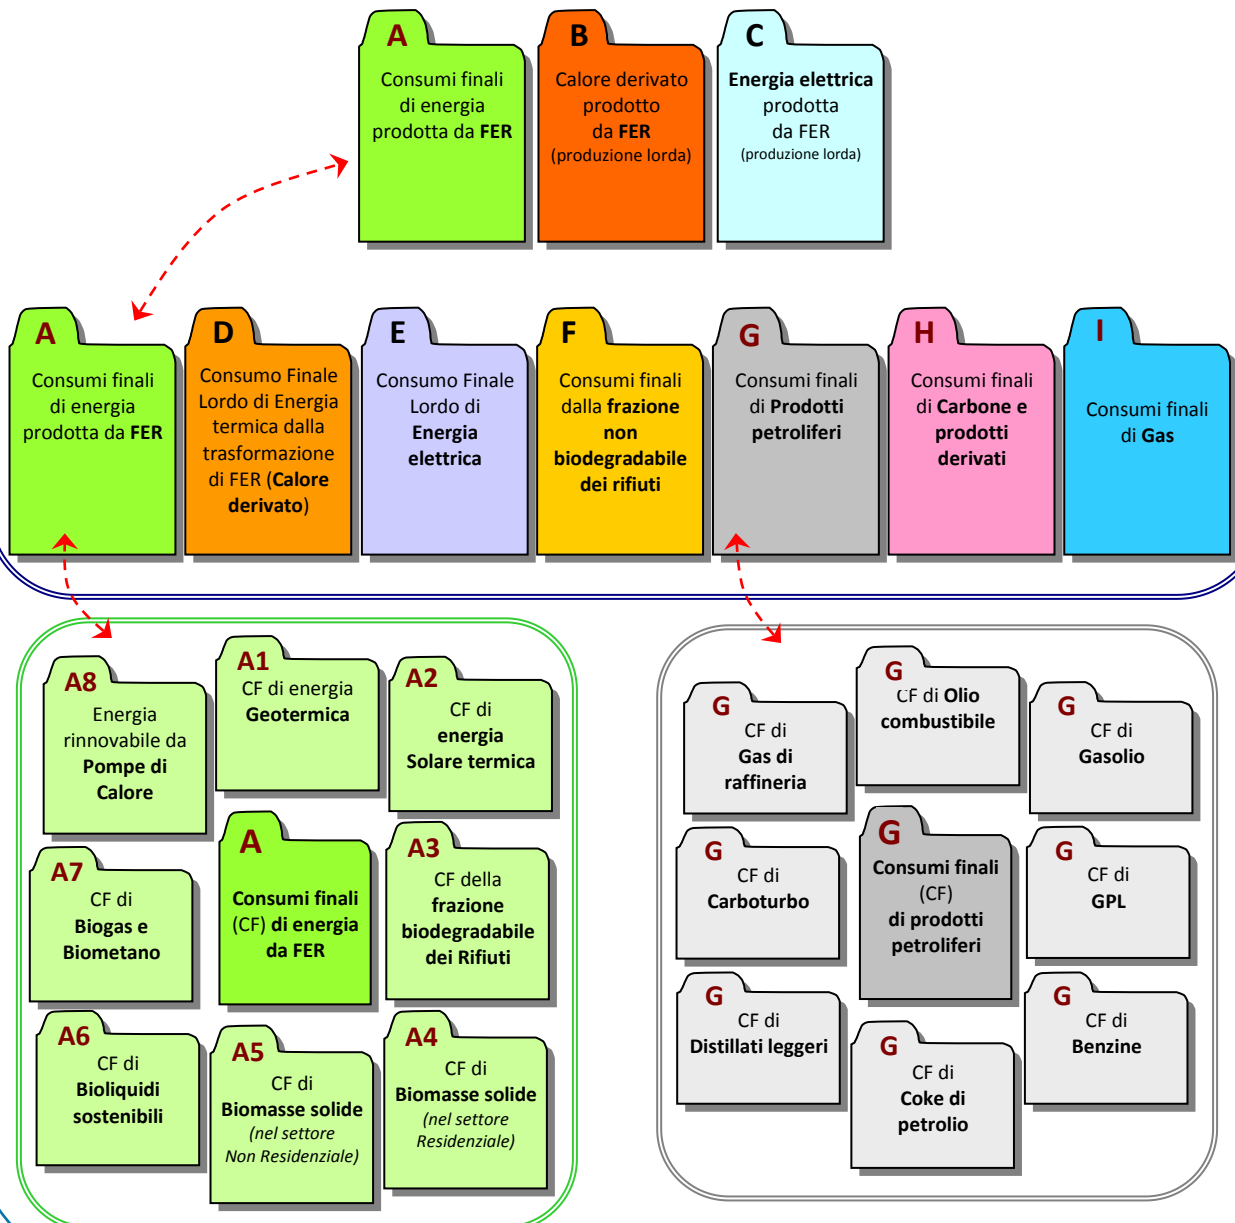 A
Consumi finali
di energia
prodotta da FER
B
Calore derivato
prodotto
da FER
(produzione lorda)
C
Energia elettrica
prodotta
da FER
(produzione lorda)
A
Consumi finali
di energia
prodotta da FER
D
Consumo Finale
Lordo di Energia
termica dalla
trasformazione
di FER (Calore
derivato)
E
Consumo Finale
Lordo di
Energia
elettrica
F
Consumi finali
dalla frazione
non
biodegradabile
dei rifiuti
G
Consumi finali
di Prodotti
petroliferi
H
Consumi finali
di Carbone e
prodotti
derivati
I
Consumi finali
di Gas
A8
Energia
rinnovabile da
Pompe di
Calore
A1
CF di energia
Geotermica
A2
CF di
energia
Solare termica
A7
CF di
Biogas e
Biometano
A
Consumi finali
(CF) di energia
da FER
A3
CF della
frazione
biodegradabile
dei Rifiuti
A6
CF di
Bioliquidi
sostenibili
A5
CF di
Biomasse solide
(nel settore
Non Residenziale)
A4
CF di
Biomasse solide
(nel settore
Residenziale)
G
CF di
Gas di
raffineria
G
CF di Olio
combustibile
G
CF di
Gasolio
G
CF di
Carboturbo
G
Consumi finali
(CF)
di prodotti
petroliferi
G
CF di
GPL
G
CF di
Distillati leggeri
G
CF di
Coke di
petrolio
G
CF di
Benzine